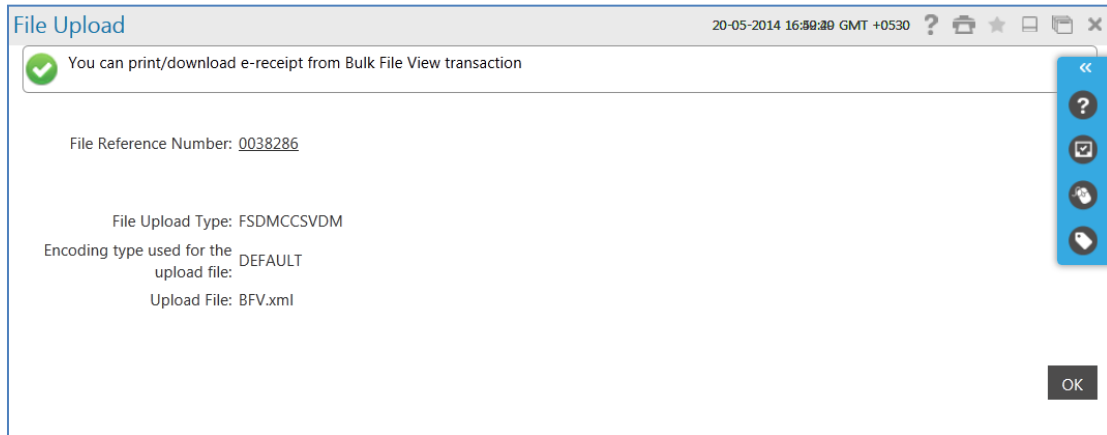 File Upload
20-05-2014 GMT +0530
You can print/download e-receipt from Bulk File View transaction
File Reference Number: 0038286
File Upload Type: FSDMCCSVDM
Encoding type used for the
upload file: DEFAULT
Upload File: BFV.xml
OK